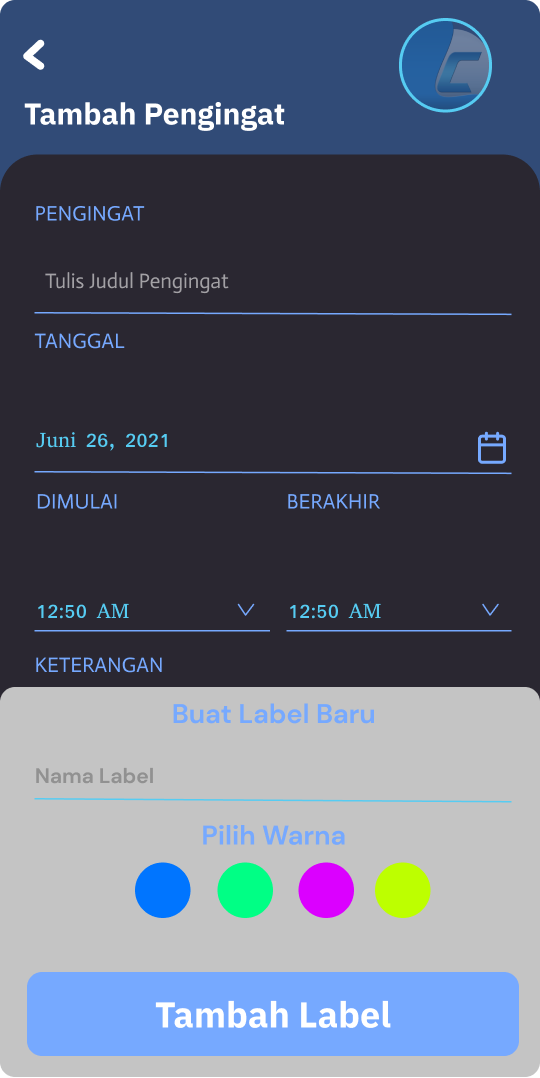 Tambah Pengingat
PENGINGAT
Tulis Judul Pengingat
TANGGAL
Juni 26, 2021
DIMULAI BERAKHIR
12:50 AM 12:50 AM
KETERANGAN
Buat Label Baru
Nama Label
Pilih Warna
Tambah Label